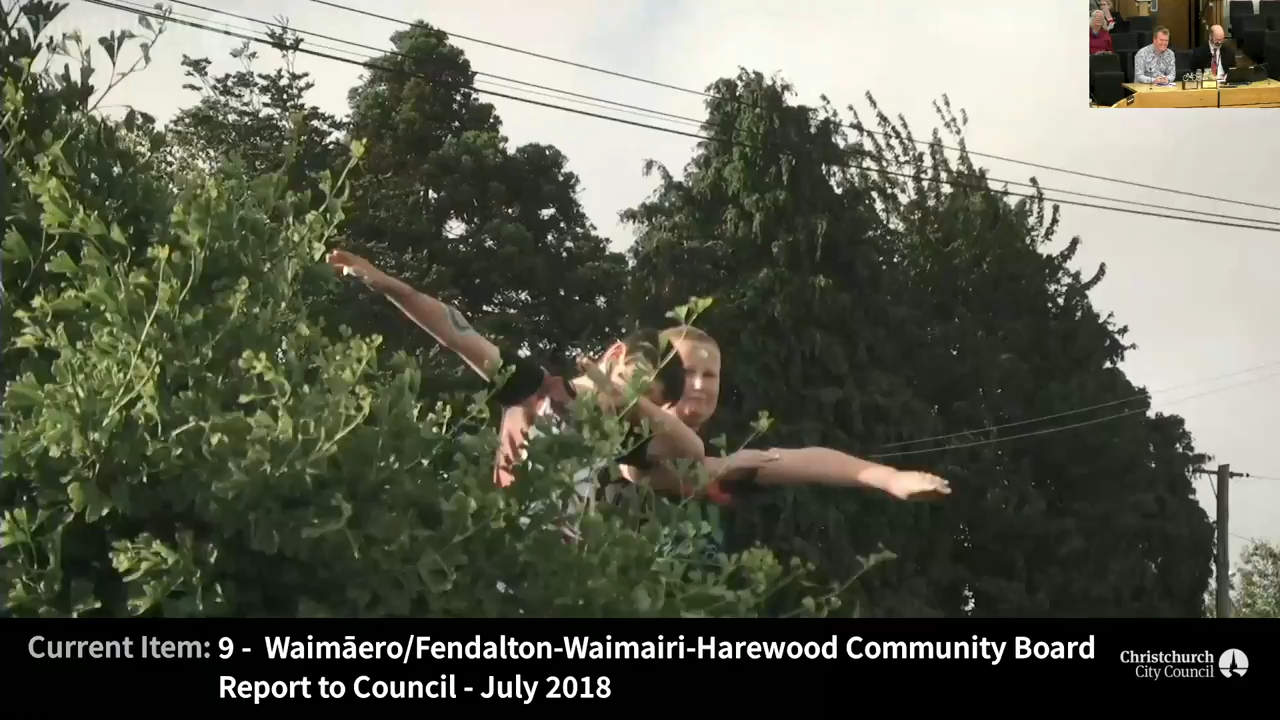 Current Item: 9 - Waimāero/Fendalton-Waimairi-Harewood Community Board
Report to Council - July 2018
Christchurch
City Council